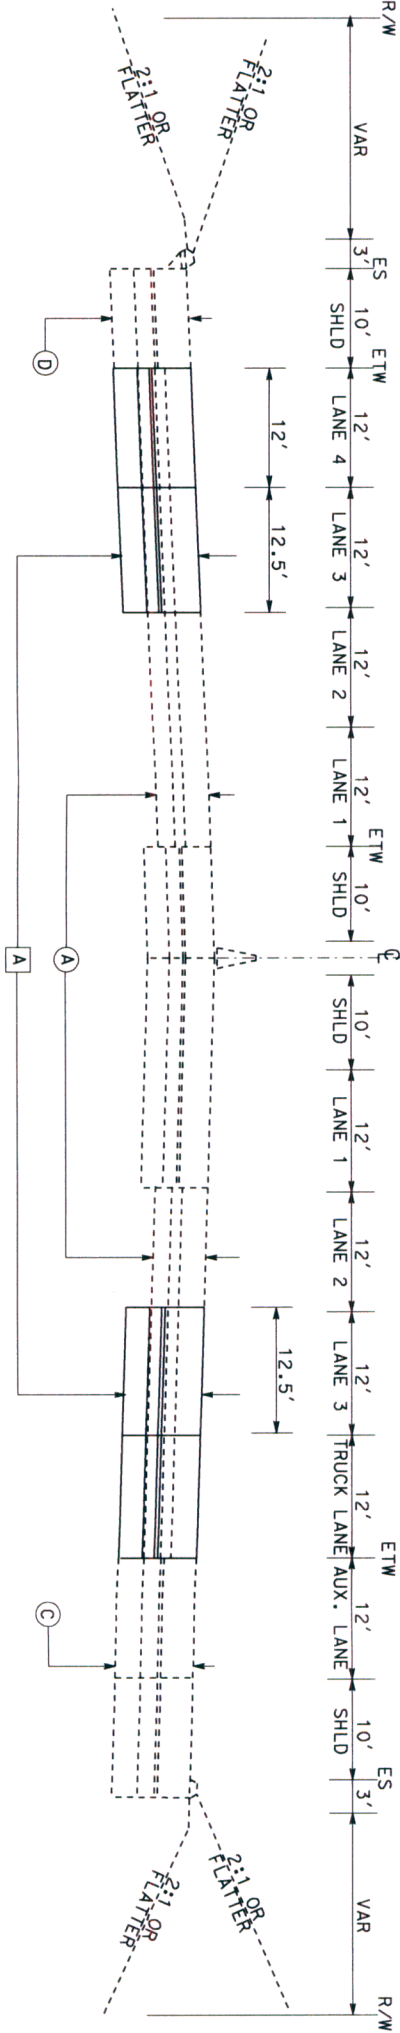 R/W
VAR
3'
ES
10'
SHLD
ETW
12'
LANE 4
12'
LANE 3
12'
LANE 2
12'
LANE 1
ETW
10'
SHLD
℄
10'
SHLD
12'
LANE 1
12'
LANE 2
12'
LANE 3
12'
TRUCK LANE
ETW
12'
AUX. LANE
10'
SHLD
ES
3'
VAR
R/W
12'
12.5'
12.5'
2:1 OR
FLATTER
2:1 OR
FLATTER
2:1 OR
FLATTER
2:1 OR
FLATTER
D
A
A
C